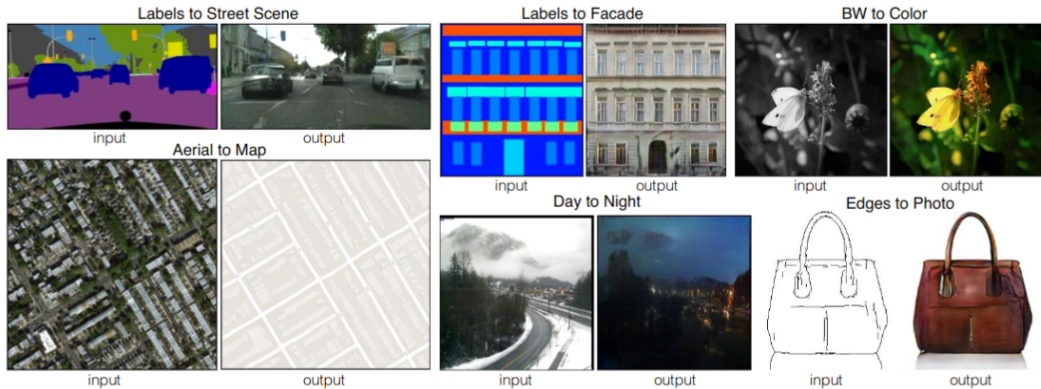 Labels to Street Scene
input
output
Aerial to Map
input
output
Labels to Facade
input
output
BW to Color
input
output
Day to Night
input
output
Edges to Photo
input
output